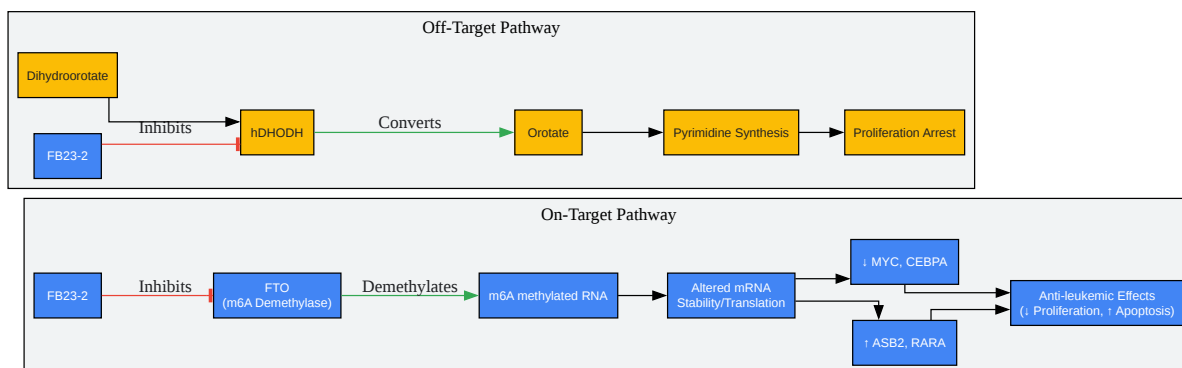 Off-Target Pathway
Dihydroorotate
Inhibits
FB23-2
hDHODH
Converts
Orotate
Pyrimidine Synthesis
Proliferation Arrest
On-Target Pathway
FB23-2
Inhibits
FTO
(m6A Demethylase)
Demethylates
m6A methylated RNA
Altered mRNA
Stability/Translation
↓ MYC, CEBPA
↑ ASB2, RARA
Anti-leukemic Effects
(↓ Proliferation, ↑ Apoptosis)